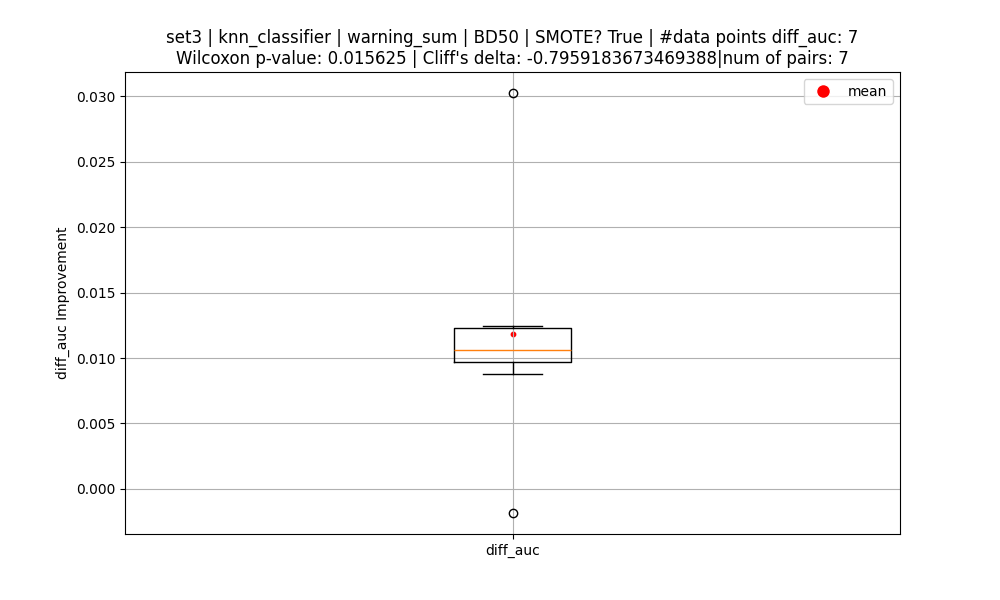 set3 | knn_classifier | warning_sum | BD50 | SMOTE? True | #data points diff_auc: 7
Wilcoxon p-value: 0.015625 | Cliff's delta: -0.7959183673469388|num of pairs: 7
mean
0.030
0.025
0.020
0.015
0.010
0.005
0.000
diff_auc Improvement
diff_auc